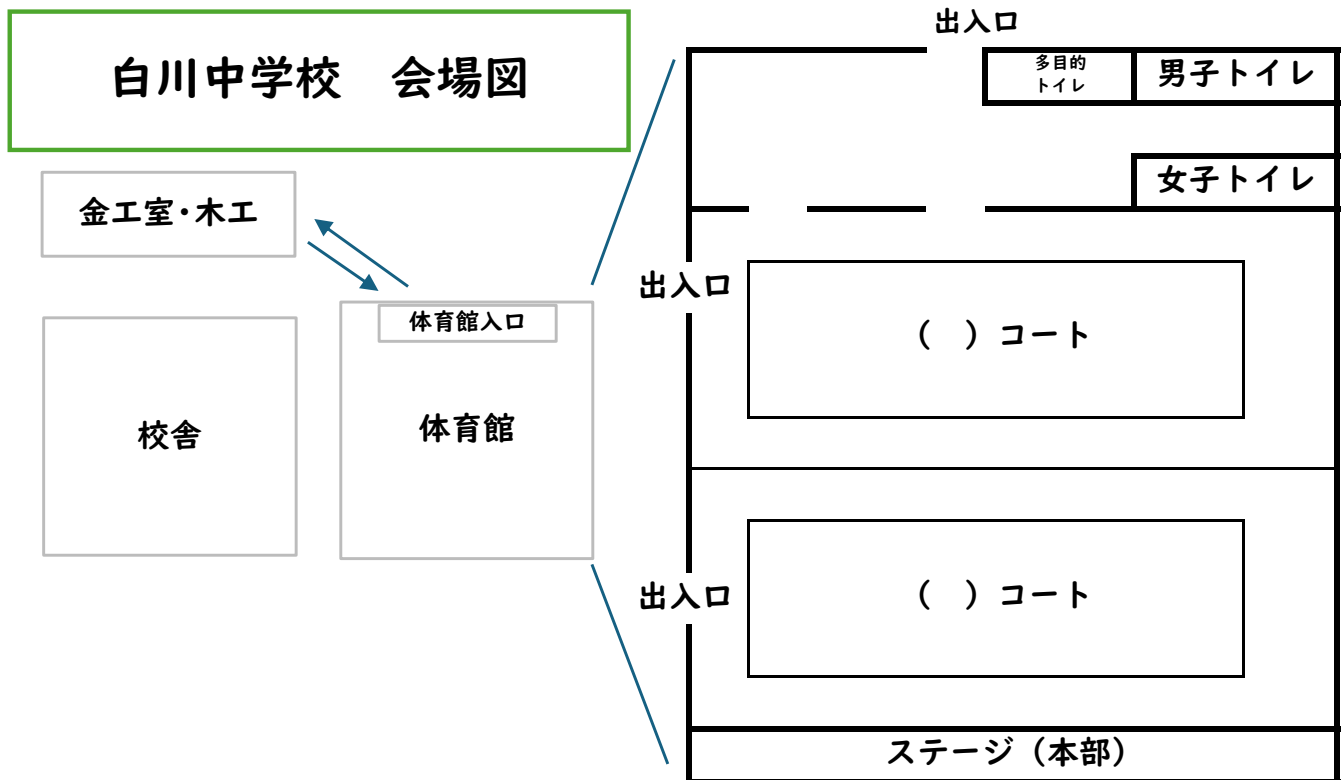 白川中学校　会場図
金工室・木工
体育館入口
体育館
校舎
出入口
多目的
トイレ
男子トイレ
女子トイレ
出入口
（　）コート
出入口
（　）コート
ステージ（本部）